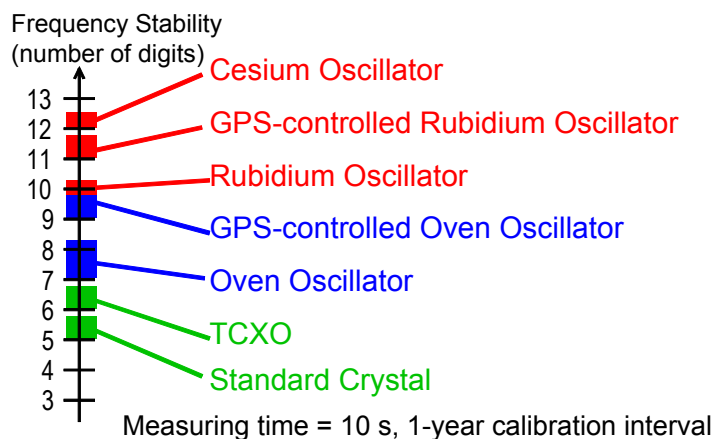 Frequency Stability
(number of digits)
Cesium Oscillator
13
12
GPS-controlled Rubidium Oscillator
11
Rubidium Oscillator
10
9
GPS-controlled Oven Oscillator
8
7
Oven Oscillator
6
TCXO
5
4
Standard Crystal
3
Measuring time = 10 s, 1-year calibration interval